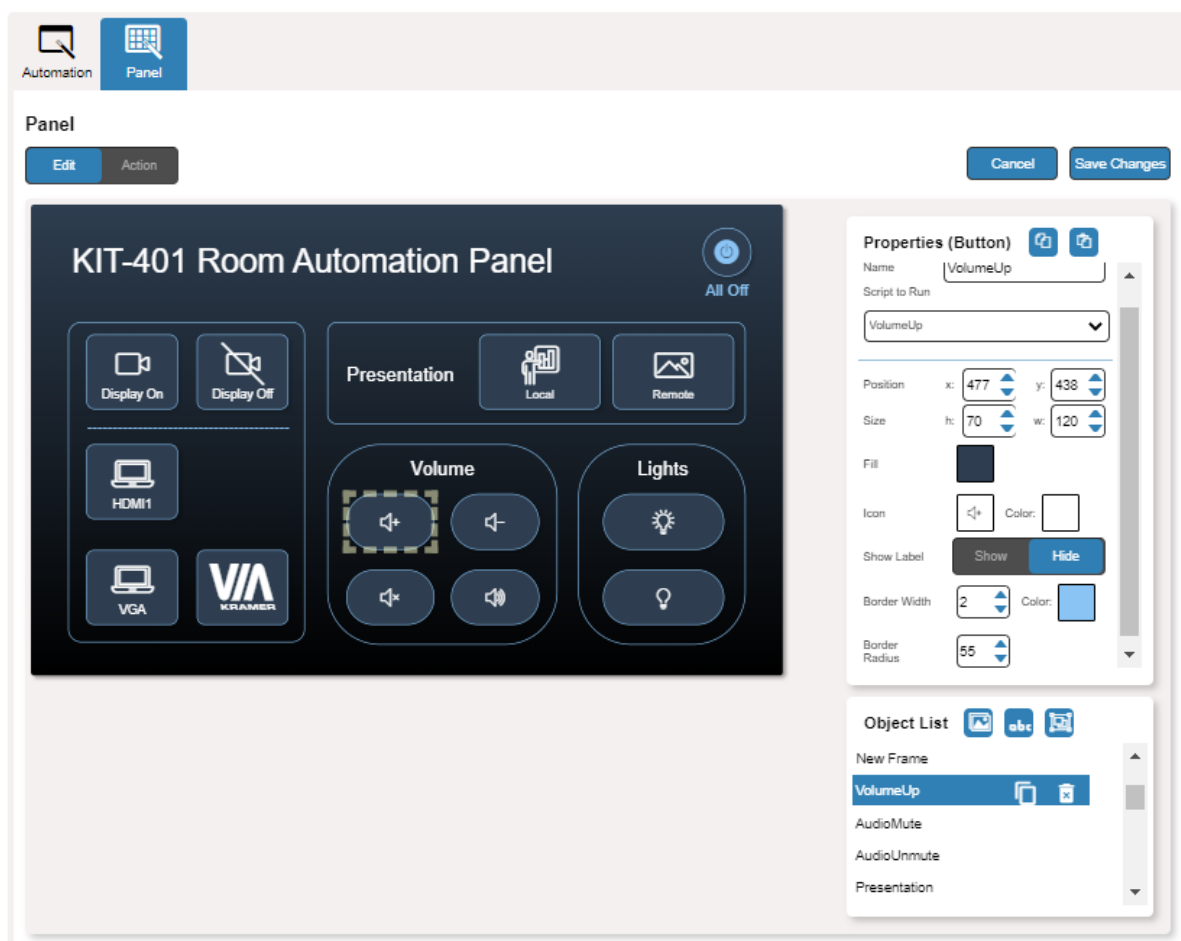 Automation
Panel
Panel
Edit
Action
Cancel
Save Changes
KIT-401 Room Automation Panel
All Off
Display On
Display Off
Presentation
Local
Remote
HDMI1
Volume
Lights
VGA
VIA
KRAMER
Properties (Button)
Name VolumeUp
Script to Run
VolumeUp
Position x: 477 y: 438
Size h: 70 w: 120
Fill
Icon Color:
Show Label Show Hide
Border Width 2 Color:
Border
Radius 55
Object List abc
New Frame
VolumeUp
AudioMute
AudioUnmute
Presentation